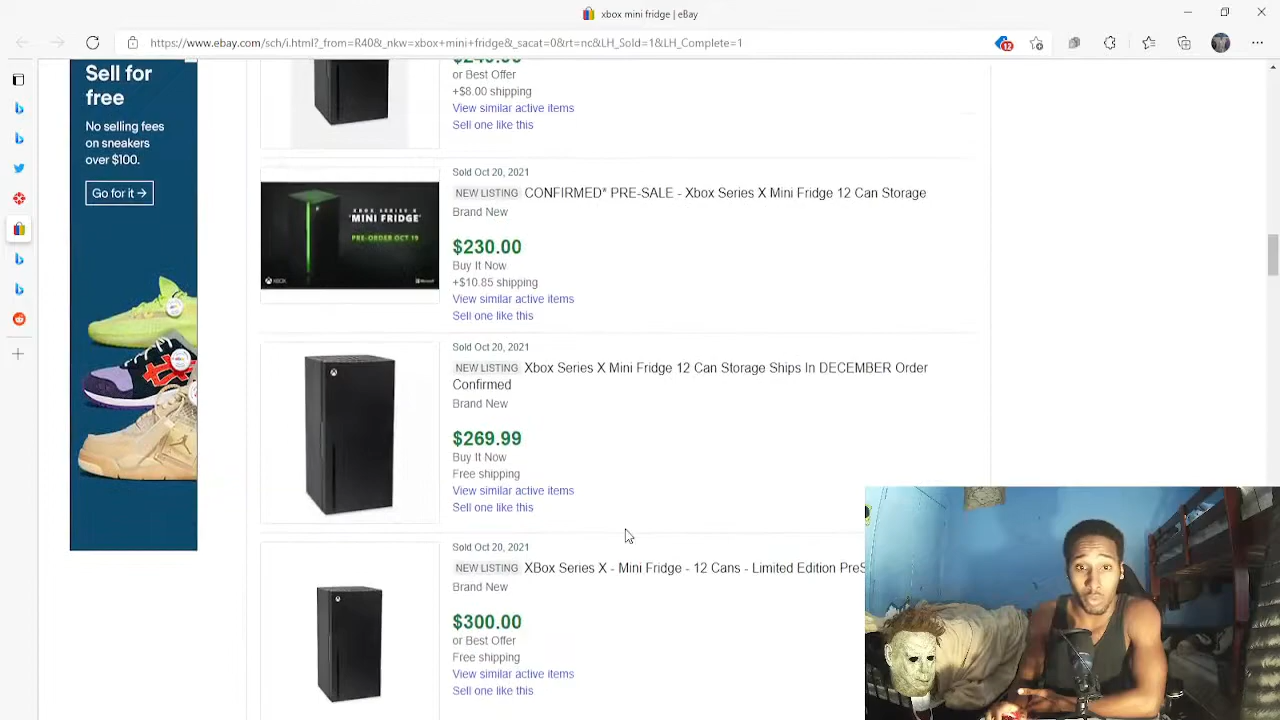 xbox mini fridge | eBay
https://www.ebay.com/sch/i.html?_from=R40&_nkw=xbox+mini+fridge&_sacat=0&rt=nc&LH_Sold=1&LH_Complete=1
12
Sell for
free
No selling fees
on sneakers
over $100.
Go for it →
or Best Offer
+$8.00 shipping
View similar active items
Sell one like this
Sold Oct 20, 2021
NEW LISTING CONFIRMED* PRE-SALE - Xbox Series X Mini Fridge 12 Can Storage
Brand New
$230.00
Buy It Now
+$10.85 shipping
View similar active items
Sell one like this
XBOX SERIES X
'MINI FRIDGE'
PRE-ORDER OCT 19
XBOX
Microsoft
Sold Oct 20, 2021
NEW LISTING Xbox Series X Mini Fridge 12 Can Storage Ships In DECEMBER Order
Confirmed
Brand New
$269.99
Buy It Now
Free shipping
View similar active items
Sell one like this
Sold Oct 20, 2021
NEW LISTING XBox Series X - Mini Fridge - 12 Cans - Limited Edition PreS
Brand New
$300.00
or Best Offer
Free shipping
View similar active items
Sell one like this